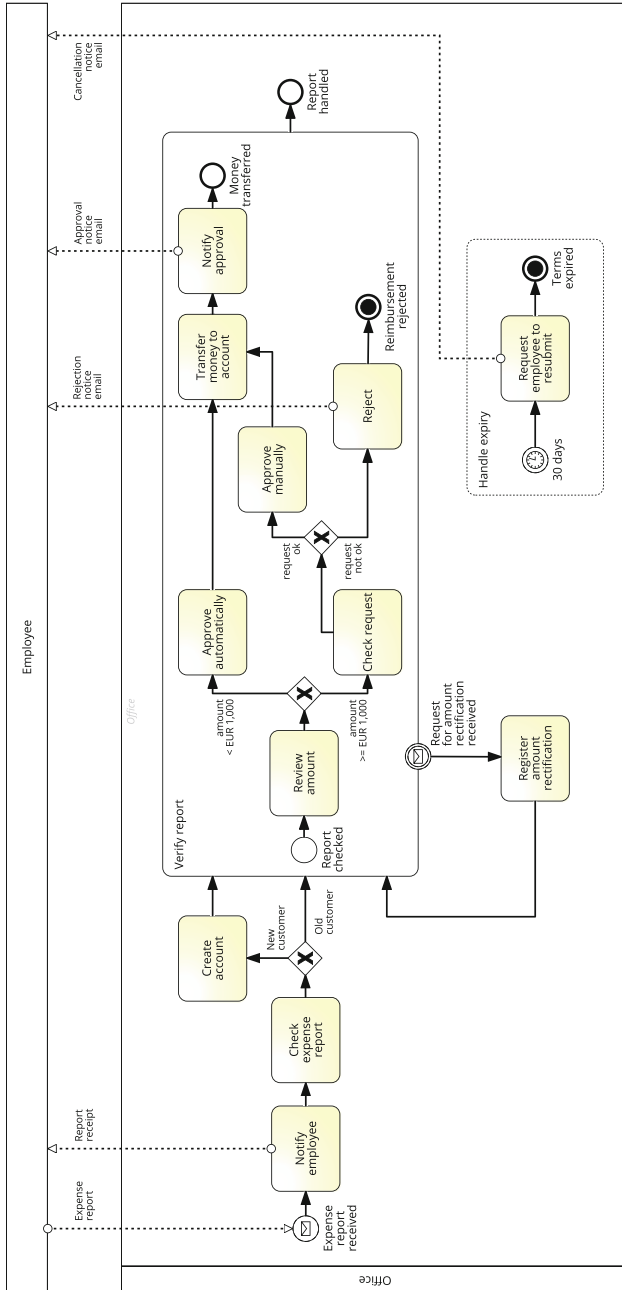 Employee
Expense
report
Report
receipt
Rejection
notice
email
Approval
notice
email
Cancellation
notice
email
Office
Office
Expense
report
received
Notify
employee
Check
expense
report
New
customer
Old
customer
Create
account
Verify report
Report
checked
Review
amount
amount
< EUR 1,000
amount
>= EUR 1,000
Approve
automatically
Check request
request
ok
request
not ok
Approve
manually
Reject
Reimbursement
rejected
Transfer
money to
account
Notify
approval
Money
transferred
Report
handled
Request
for amount
rectification
received
Register
amount
rectification
Handle expiry
30 days
Request
employee to
resubmit
Terms
expired